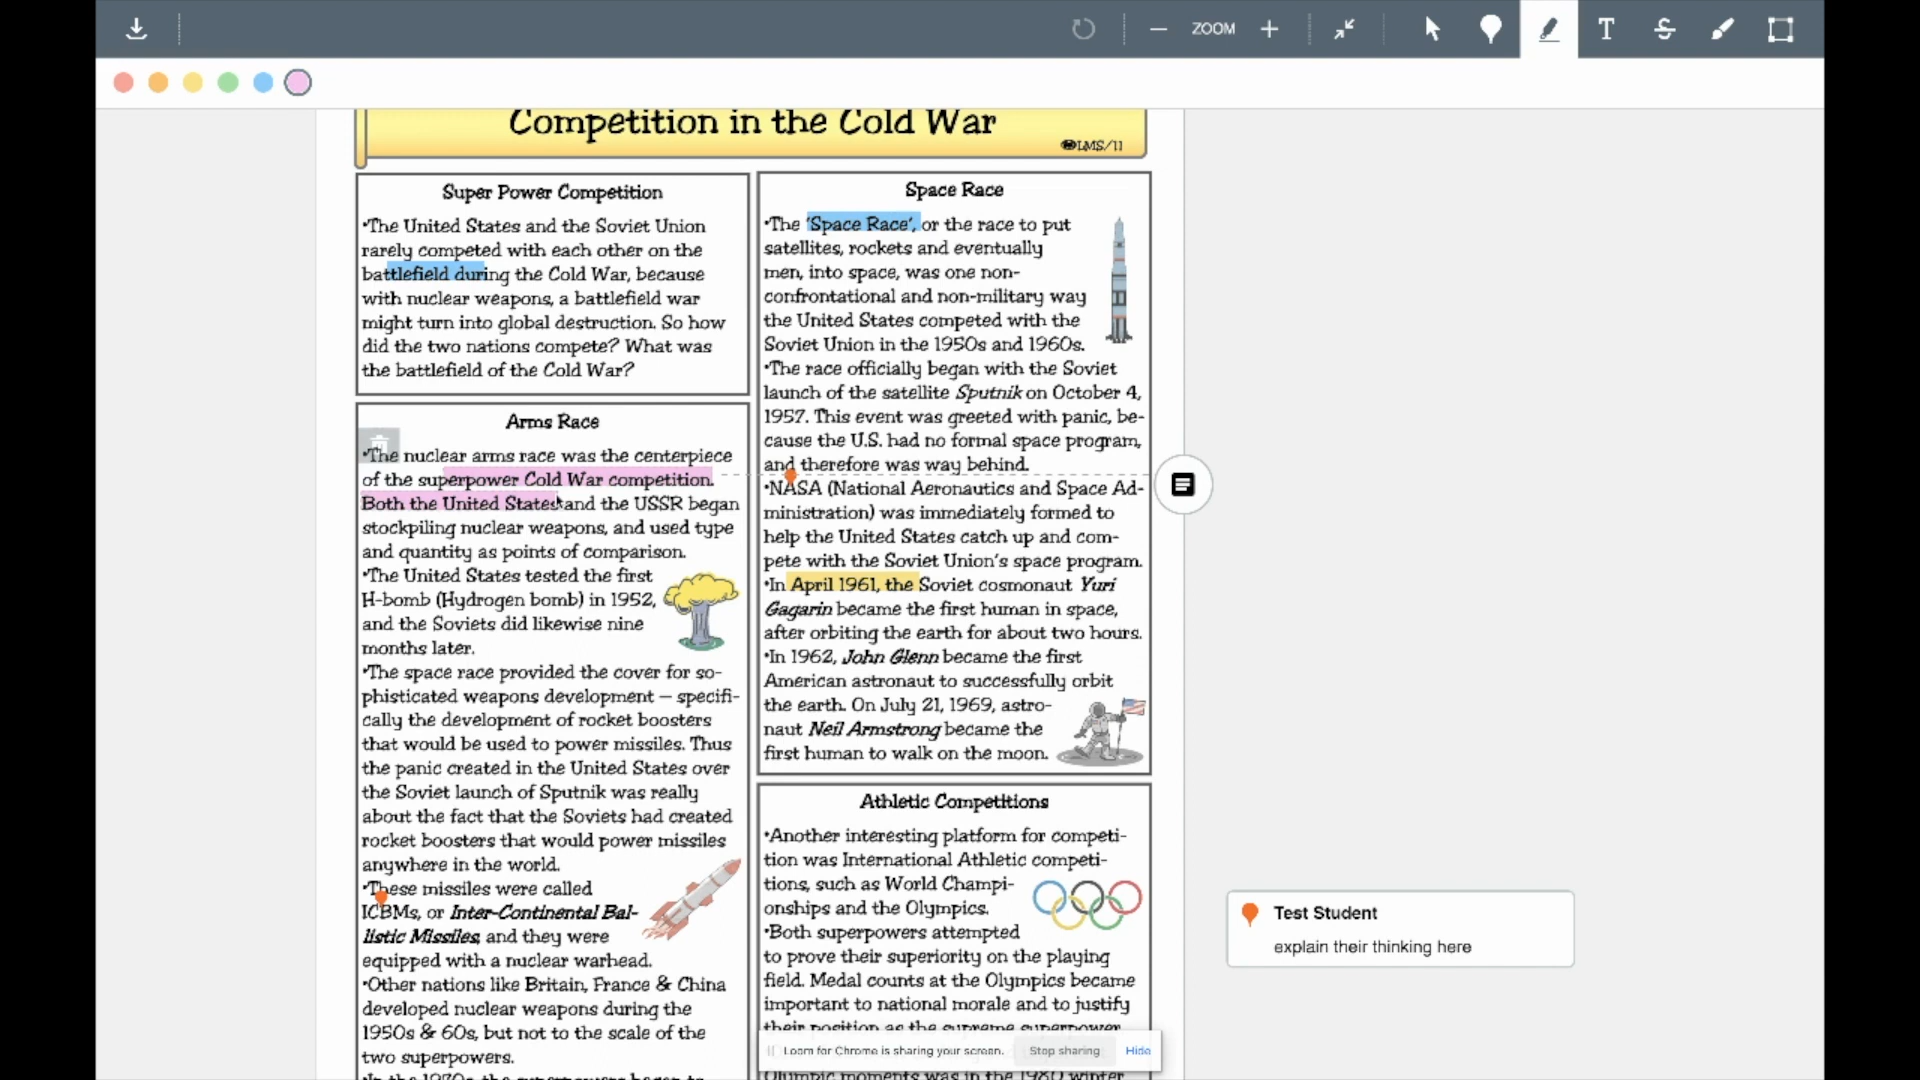 ZOOM
Competition in the Cold War
LMS/11
Super Power Competition
•The United States and the Soviet Union
rarely competed with each other on the
battlefield during the Cold War, because
with nuclear weapons, a battlefield war
might turn into global destruction. So how
did the two nations compete? What was
the battlefield of the Cold War?
Arms Race
•The nuclear arms race was the centerpiece
of the superpower Cold War competition.
Both the United States and the USSR began
stockpiling nuclear weapons, and used type
and quantity as points of comparison.
•The United States tested the first
H-bomb (Hydrogen bomb) in 1952,
and the Soviets did likewise nine
months later.
•The space race provided the cover for so-
phisticated weapons development — specifi-
cally the development of rocket boosters
that would be used to power missiles. Thus
the panic created in the United States over
the Soviet launch of Sputnik was really
about the fact that the Soviets had created
rocket boosters that would power missiles
anywhere in the world.
•These missiles were called
ICBMs, or Inter-Continental Bal-
listic Missiles, and they were
equipped with a nuclear warhead.
•Other nations like Britain, France & China
developed nuclear weapons during the
1950s & 60s, but not to the scale of the
two superpowers.
•In the 1970s the superpowers began to
Space Race
•The 'Space Race', or the race to put
satellites, rockets and eventually
men, into space, was one non-
confrontational and non-military way
the United States competed with the
Soviet Union in the 1950s and 1960s.
•The race officially began with the Soviet
launch of the satellite Sputnik on October 4,
1957. This event was greeted with panic, be-
cause the U.S. had no formal space program,
and therefore was way behind.
•NASA (National Aeronautics and Space Ad-
ministration) was immediately formed to
help the United States catch up and com-
pete with the Soviet Union's space program.
•In April 1961, the Soviet cosmonaut Yuri
Gagarin became the first human in space,
after orbiting the earth for about two hours.
•In 1962, John Glenn became the first
American astronaut to successfully orbit
the earth. On July 21, 1969, astro-
naut Neil Armstrong became the
first human to walk on the moon.
Athletic Competitions
•Another interesting platform for competi-
tion was International Athletic competi-
tions, such as World Champi-
onships and the Olympics.
•Both superpowers attempted
to prove their superiority on the playing
field. Medal counts at the Olympics became
important to national morale and to justify
their position as the supreme superpower.
Olympic moments was in the 1980 winter
Test Student
explain their thinking here
Loom for Chrome is sharing your screen.
Stop sharing
Hide